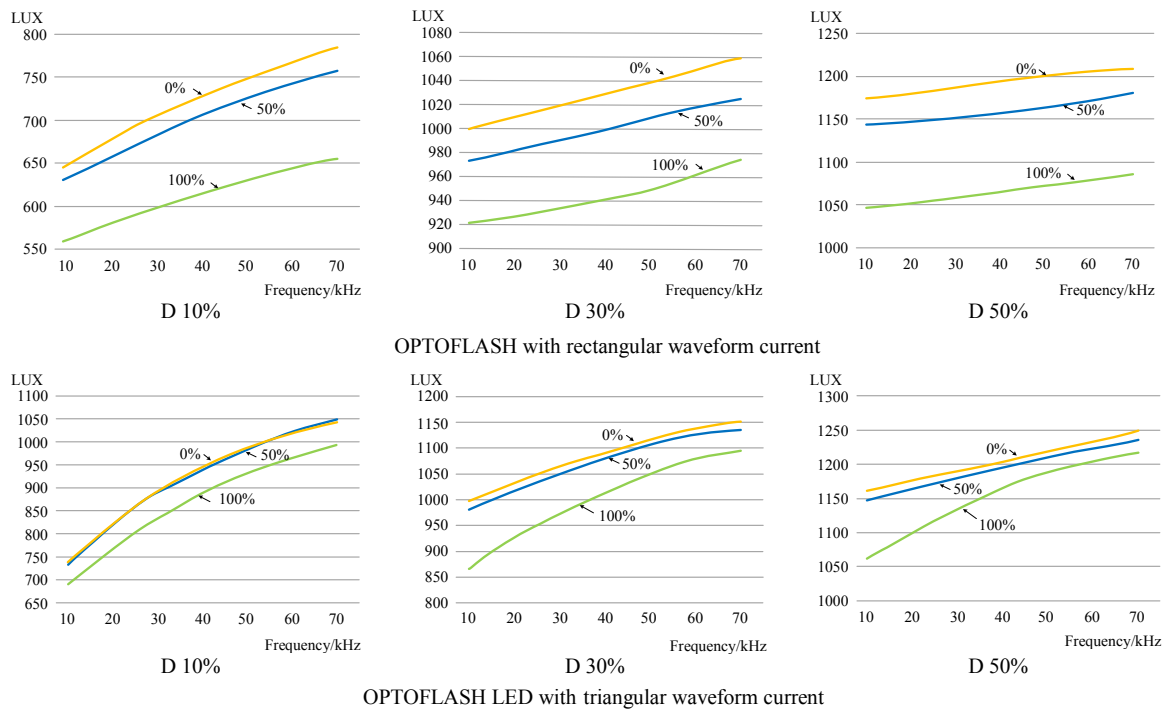 LUX
800
750
700
650
600
550
0%
50%
100%
10 20 30 40 50 60 70
Frequency/kHz
D 10%
LUX
1080
1060
1040
1020
1000
980
960
940
920
900
0%
50%
100%
10 20 30 40 50 60 70
Frequency/kHz
D 30%
LUX
1250
1200
1150
1100
1050
1000
0%
50%
100%
10 20 30 40 50 60 70
Frequency/kHz
D 50%
OPTOFLASH with rectangular waveform current
LUX
1100
1050
1000
950
900
850
800
750
700
650
0%
50%
100%
10 20 30 40 50 60 70
Frequency/kHz
D 10%
LUX
1200
1150
1100
1050
1000
950
900
850
800
0%
50%
100%
10 20 30 40 50 60 70
Frequency/kHz
D 30%
LUX
1300
1250
1200
1150
1100
1050
1000
0%
50%
100%
10 20 30 40 50 60 70
Frequency/kHz
D 50%
OPTOFLASH LED with triangular waveform current